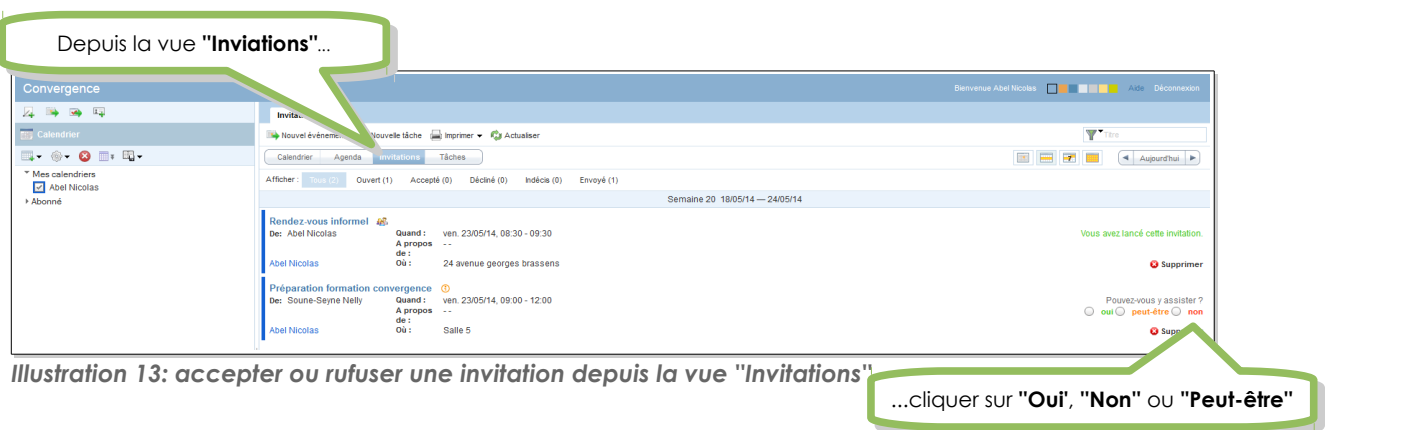 Depuis la vue "Inviations"...
Convergence
Bienvenue Abel Nicolas Aide Déconnexion
Calendrier
Nouvel évènement Nouvelle tâche Imprimer Actualiser
Titre
Calendrier Agenda Invitations Tâches
Aujourd'hui
Mes calendriers
Abel Nicolas
Abonné
Afficher : Tous (2) Ouvert (1) Accepté (0) Décliné (0) Indécis (0) Envoyé (1)
Semaine 20 18/05/14 — 24/05/14
Rendez-vous informel
De: Abel Nicolas Quand : ven. 23/05/14, 08:30 - 09:30
Vous avez lancé cette invitation.
A propos de : - -
Abel Nicolas Où : 24 avenue georges brassens
Supprimer
Préparation formation convergence
De: Soune-Seyne Nelly Quand : ven. 23/05/14, 09:00 - 12:00
Pouvez-vous y assister ?
A propos de : - -
oui peut-être non
Abel Nicolas Où : Salle 5
Illustration 13: accepter ou rufuser une invitation depuis la vue "Invitations"
...cliquer sur "Oui', "Non" ou "Peut-être"